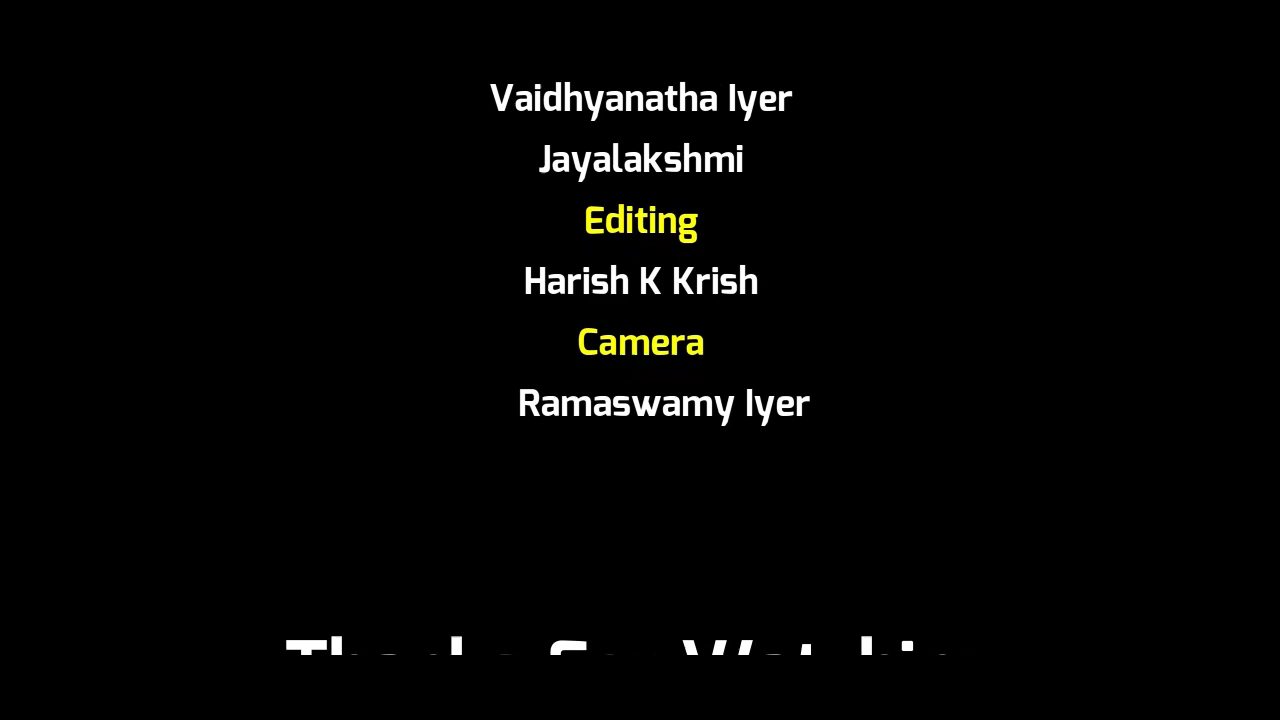 Vaidhyanatha Iyer
Jayalakshmi
Editing
Harish K Krish
Camera
Ramaswamy Iyer